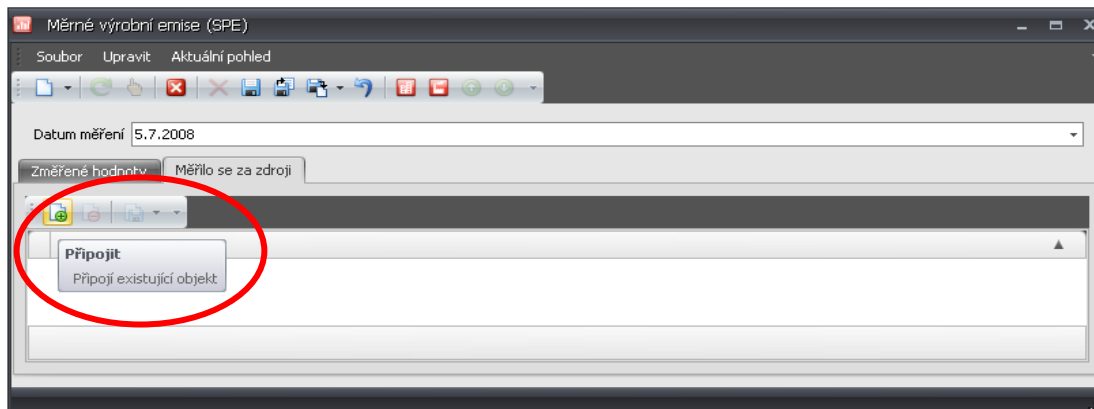 Měrné výrobní emise (SPE)
Soubor Upravit Aktuální pohled
Datum měření 5.7.2008
Změřené hodnoty Měřilo se za zdroji
Připojit
Připojí existující objekt